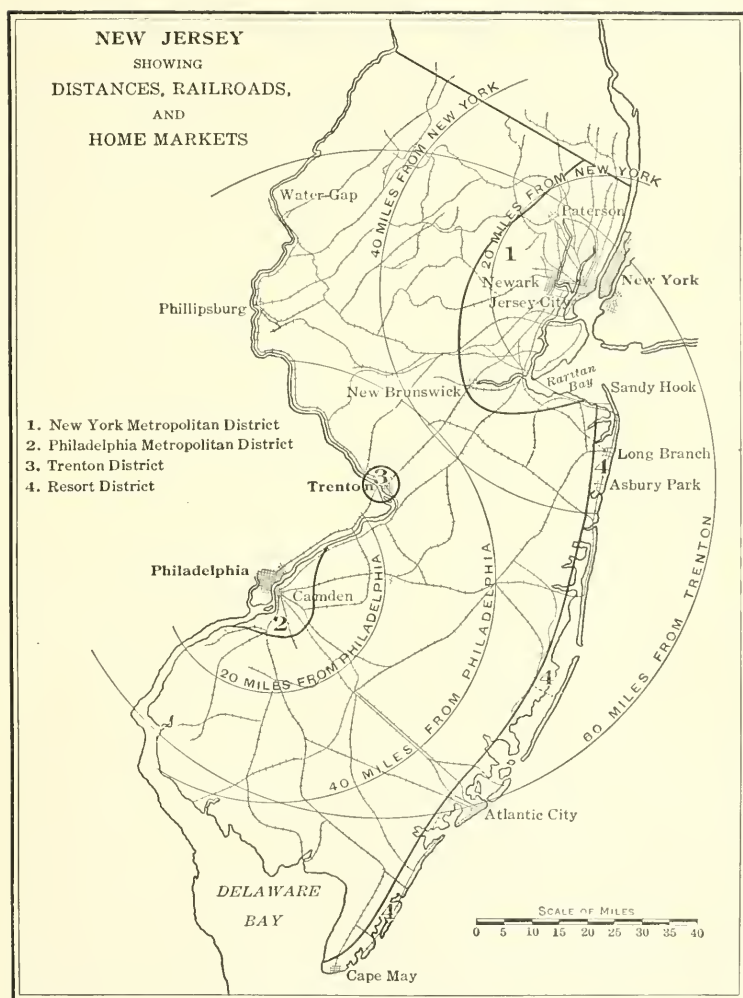 NEW JERSEY
SHOWING
DISTANCES, RAILROADS,
AND
HOME MARKETS
40 MILES FROM NEW YORK
20 MILES FROM NEW YORK
Water-Gap
Paterson
1
Newark
New York
Jersey City
Phillipsburg
Raritan
Bay
New Brunswick
Sandy Hook
1. New York Metropolitan District
2. Philadelphia Metropolitan District
3. Trenton District
4. Resort District
Long Branch
4
Asbury Park
3
Trenton
Philadelphia
Camden
2
20 MILES FROM PHILADELPHIA
40 MILES FROM PHILADELPHIA
60 MILES FROM TRENTON
4
Atlantic City
DELAWARE
BAY
4
SCALE OF MILES
0 5 10 15 20 25 30 35 40
Cape May